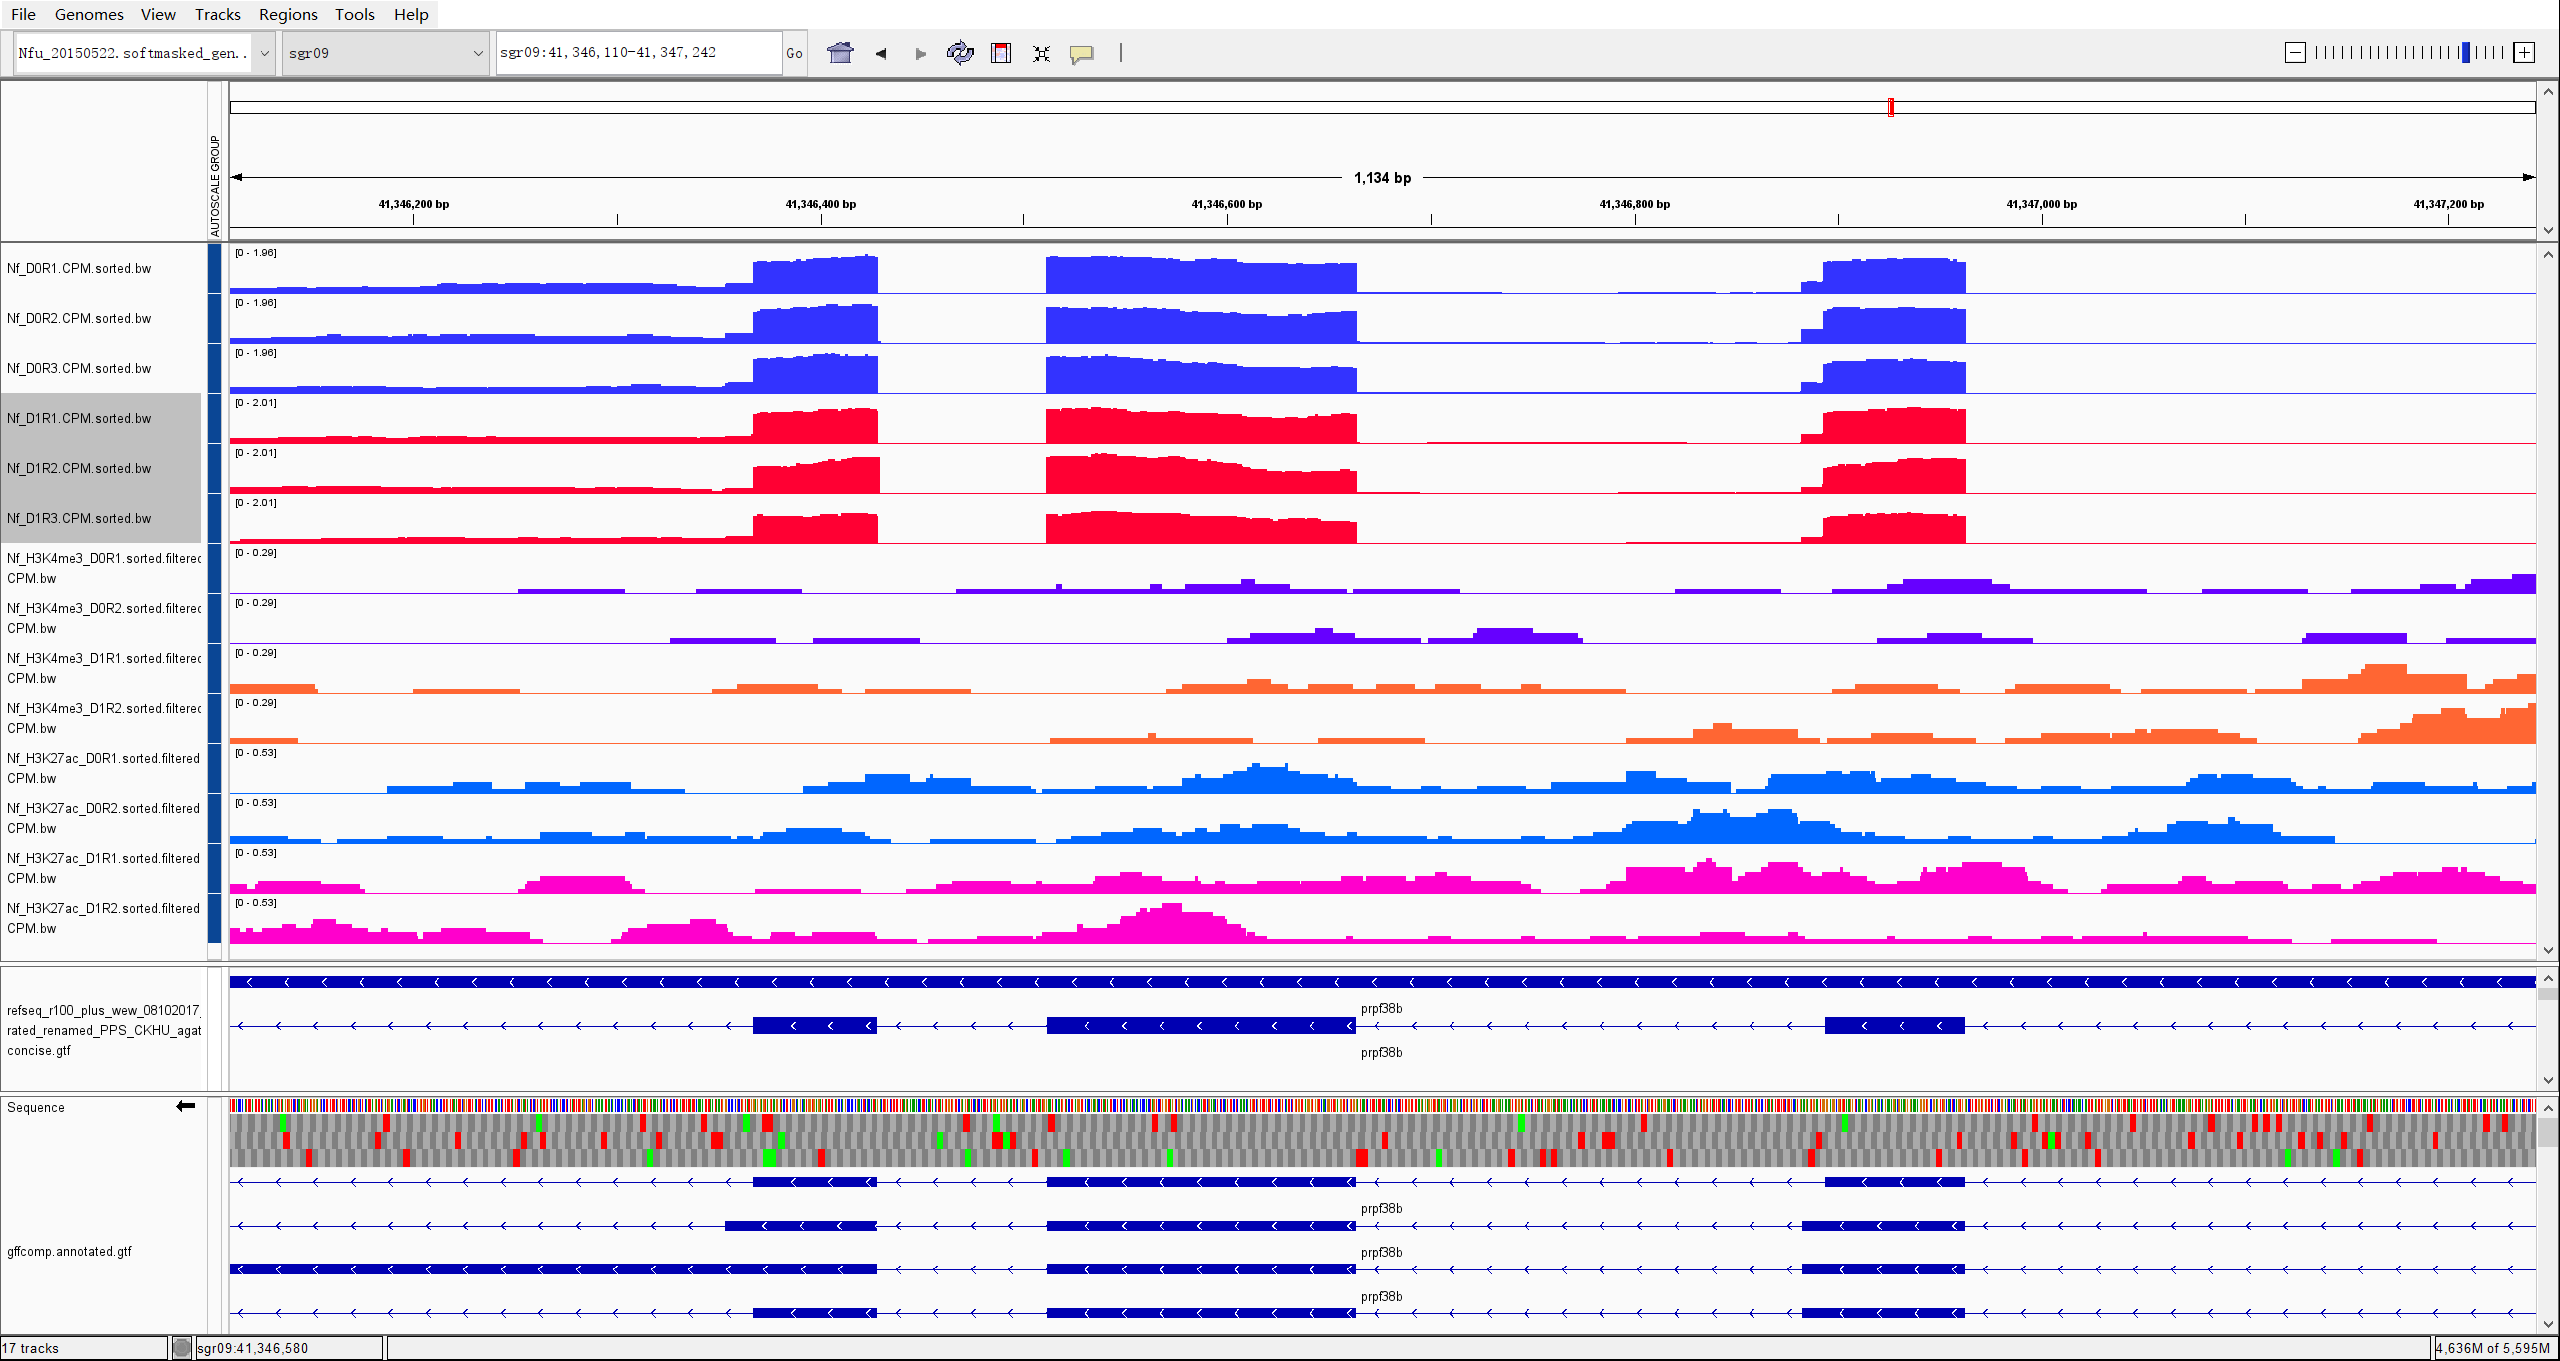 File Genomes View Tracks Regions Tools Help
Nfu_20150522.softmasked_gen.. sgr09 sgr09:41,346,110-41,347,242 Go
AUTOSCALE GROUP
1,134 bp
41,346,200 bp 41,346,400 bp 41,346,600 bp 41,346,800 bp 41,347,000 bp 41,347,200 bp
[0 - 1.96]
Nf_D0R1.CPM.sorted.bw
[0 - 1.96]
Nf_D0R2.CPM.sorted.bw
[0 - 1.96]
Nf_D0R3.CPM.sorted.bw
[0 - 2.01]
Nf_D1R1.CPM.sorted.bw
[0 - 2.01]
Nf_D1R2.CPM.sorted.bw
[0 - 2.01]
Nf_D1R3.CPM.sorted.bw
[0 - 0.29]
Nf_H3K4me3_D0R1.sorted.filtered
CPM.bw
[0 - 0.29]
Nf_H3K4me3_D0R2.sorted.filtered
CPM.bw
[0 - 0.29]
Nf_H3K4me3_D1R1.sorted.filtered
CPM.bw
[0 - 0.29]
Nf_H3K4me3_D1R2.sorted.filtered
CPM.bw
[0 - 0.53]
Nf_H3K27ac_D0R1.sorted.filtered
CPM.bw
[0 - 0.53]
Nf_H3K27ac_D0R2.sorted.filtered
CPM.bw
[0 - 0.53]
Nf_H3K27ac_D1R1.sorted.filtered
CPM.bw
[0 - 0.53]
Nf_H3K27ac_D1R2.sorted.filtered
CPM.bw
prpf38b
refseq_r100_plus_wew_08102017_
rated_renamed_PPS_CKHU_agat
concise.gtf
prpf38b
Sequence
prpf38b
gffcomp.annotated.gtf
prpf38b
prpf38b
17 tracks sgr09:41,346,580 4,636M of 5,595M